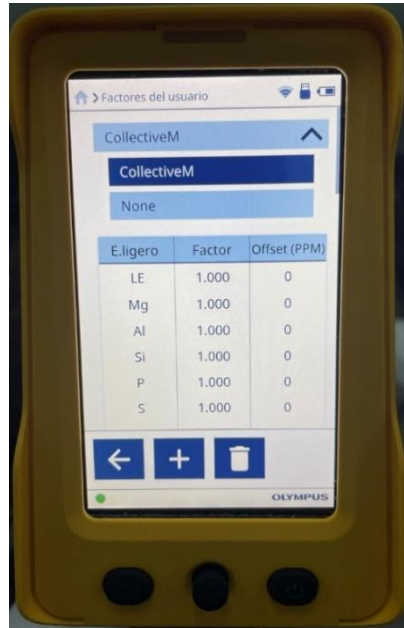 Factores del usuario
CollectiveM
CollectiveM
None
E.ligero Factor Offset (PPM)
LE 1.000 0
Mg 1.000 0
Al 1.000 0
Si 1.000 0
P 1.000 0
S 1.000 0
OLYMPUS